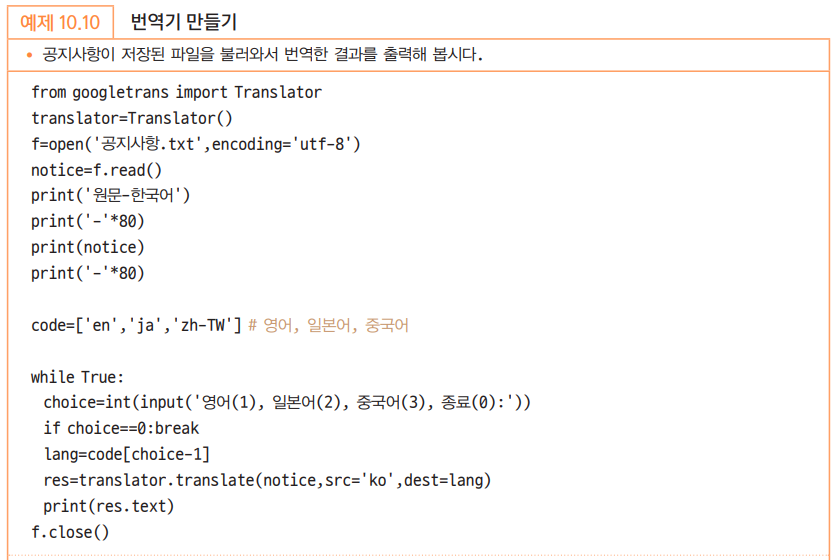 예제 10.10 번역기 만들기
• 공지사항이 저장된 파일을 불러와서 번역한 결과를 출력해 봅시다.
from googletrans import Translator
translator=Translator()
f=open('공지사항.txt',encoding='utf-8')
notice=f.read()
print('원문-한국어')
print('-'*80)
print(notice)
print('-'*80)

code=['en','ja','zh-TW'] # 영어, 일본어, 중국어

while True:
  choice=int(input('영어(1), 일본어(2), 중국어(3), 종료(0):'))
  if choice==0:break
  lang=code[choice-1]
  res=translator.translate(notice,src='ko',dest=lang)
  print(res.text)
f.close()